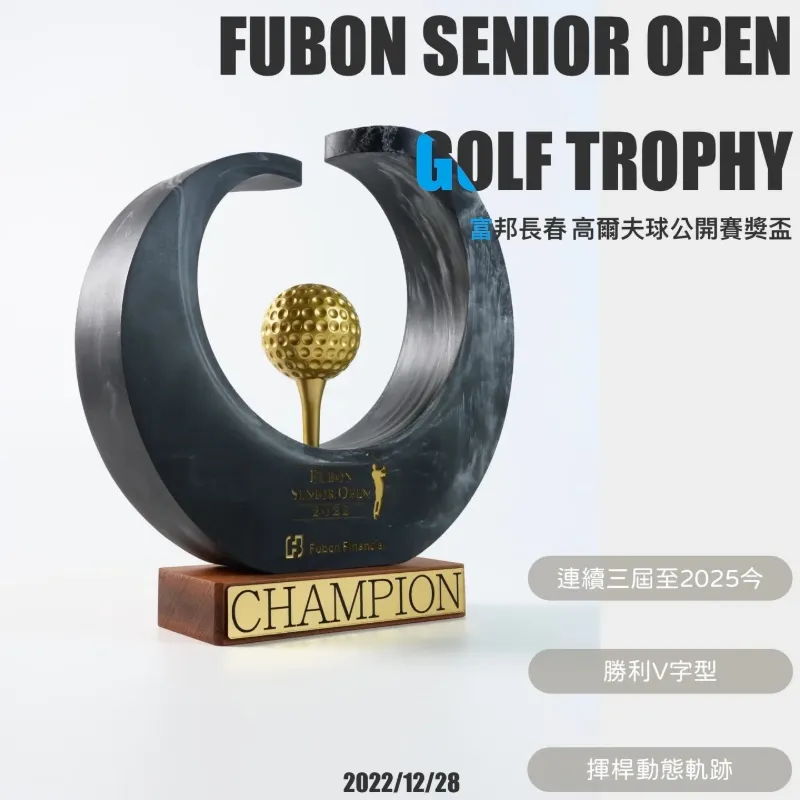 FUBON SENIOR OPEN
GOLF TROPHY
富邦長春 高爾夫球公開賽獎盃
FUBON
SENIOR OPEN
2022
Fubon Financial
CHAMPION
連續三屆至2025今
勝利V字型
揮桿動態軌跡
2022/12/28